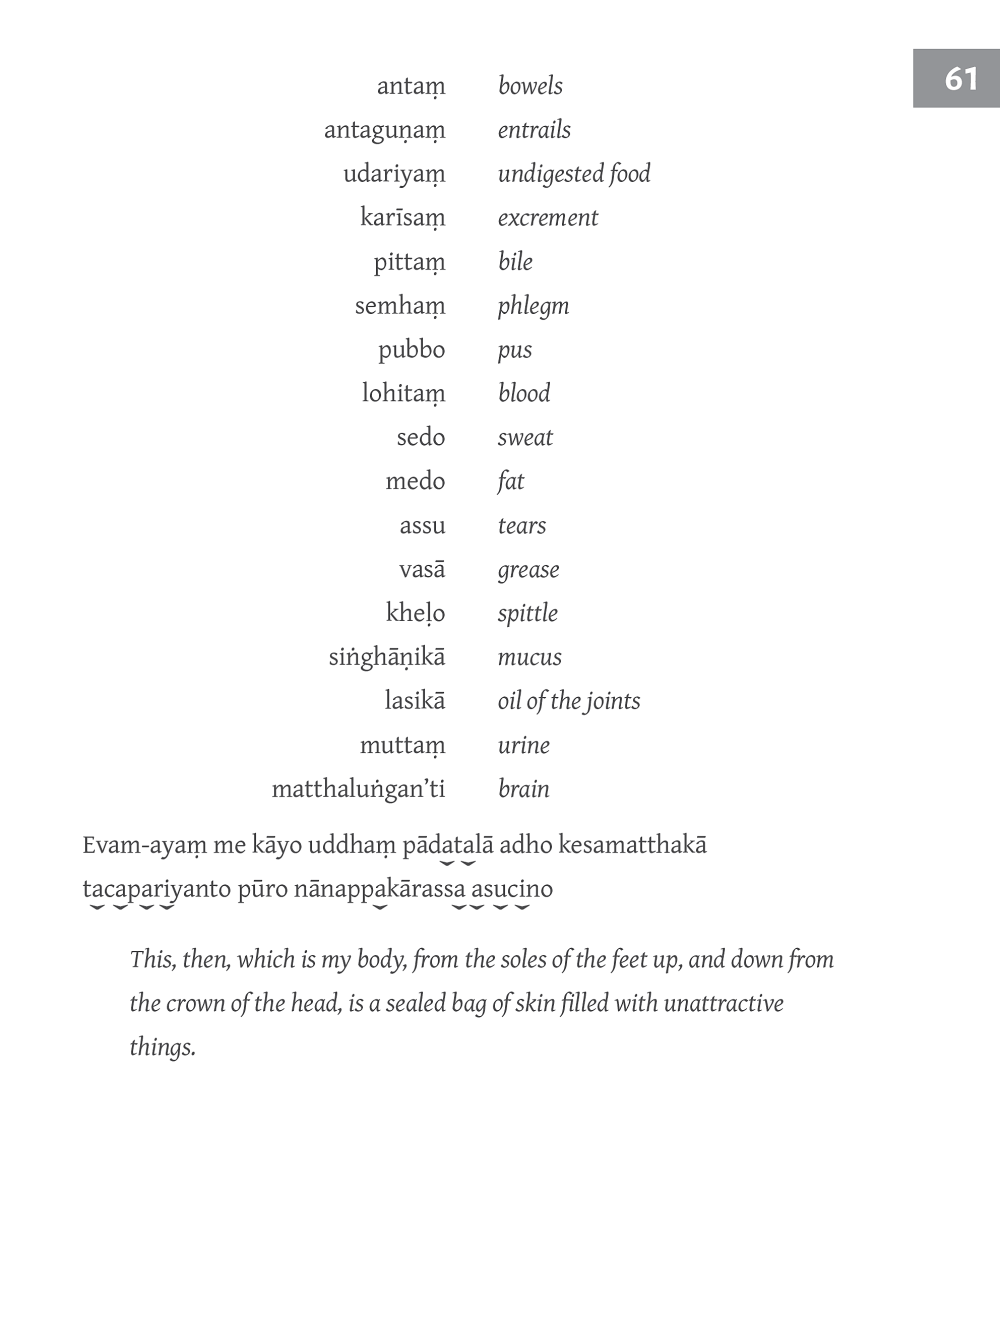 61
antaṃ bowels
antaguṇaṃ entrails
udariyaṃ undigested food
karīsaṃ excrement
pittaṃ bile
semhaṃ phlegm
pubbo pus
lohitaṃ blood
sedo sweat
medo fat
assu tears
vasā grease
kheḷo spittle
siṅghāṇikā mucus
lasikā oil of the joints
muttaṃ urine
matthaluṅgan’ti brain
Evam-ayaṃ me kāyo uddhaṃ pādatalā adho kesamatthakā
tacapariyanto pūro nānappakārassa asucino
This, then, which is my body, from the soles of the feet up, and down from
the crown of the head, is a sealed bag of skin filled with unattractive
things.